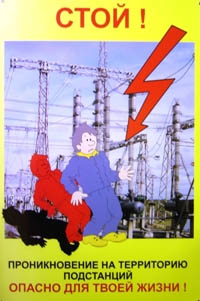 СТОЙ !
ПРОНИКНОВЕНИЕ НА ТЕРРИТОРИЮ
ПОДСТАНЦИЙ
ОПАСНО ДЛЯ ТВОЕЙ ЖИЗНИ !